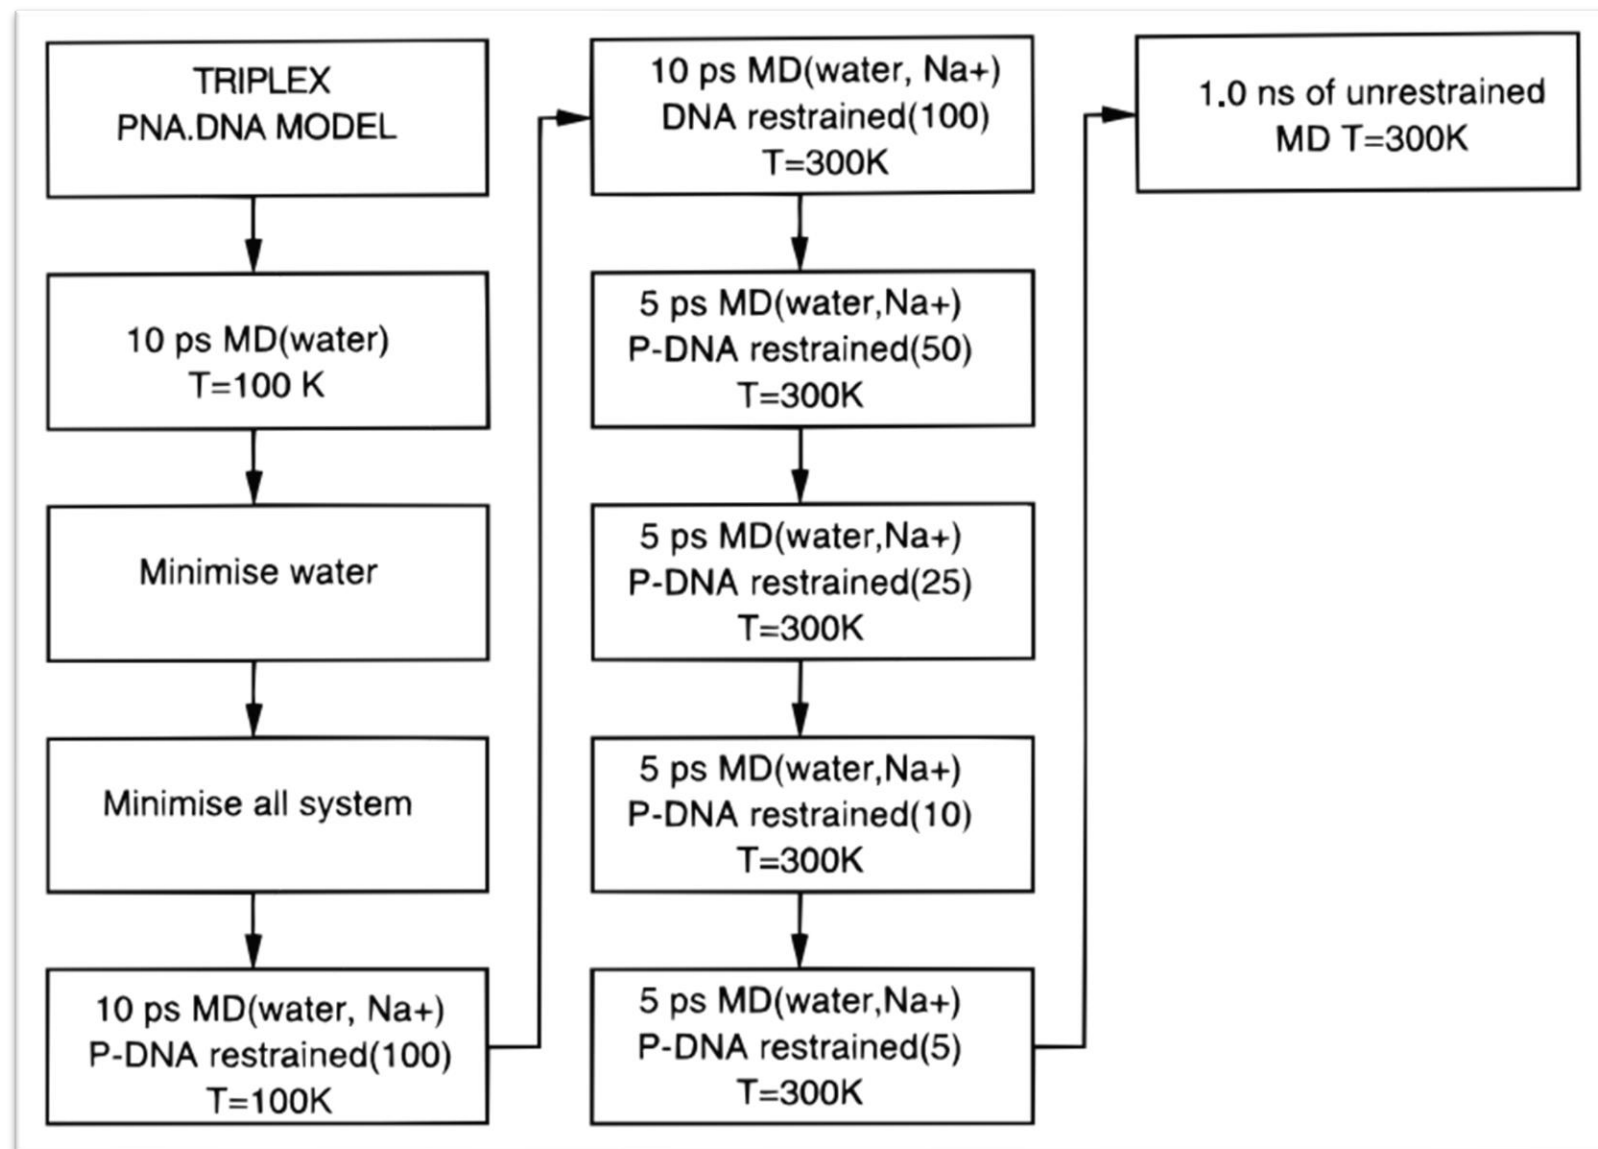 TRIPLEX
PNA.DNA MODEL
10 ps MD(water)
T=100 K
Minimise water
Minimise all system
10 ps MD(water, Na+)
P-DNA restrained(100)
T=100K
10 ps MD(water, Na+)
DNA restrained(100)
T=300K
5 ps MD(water,Na+)
P-DNA restrained(50)
T=300K
5 ps MD(water,Na+)
P-DNA restrained(25)
T=300K
5 ps MD(water,Na+)
P-DNA restrained(10)
T=300K
5 ps MD(water,Na+)
P-DNA restrained(5)
T=300K
1.0 ns of unrestrained
MD T=300K